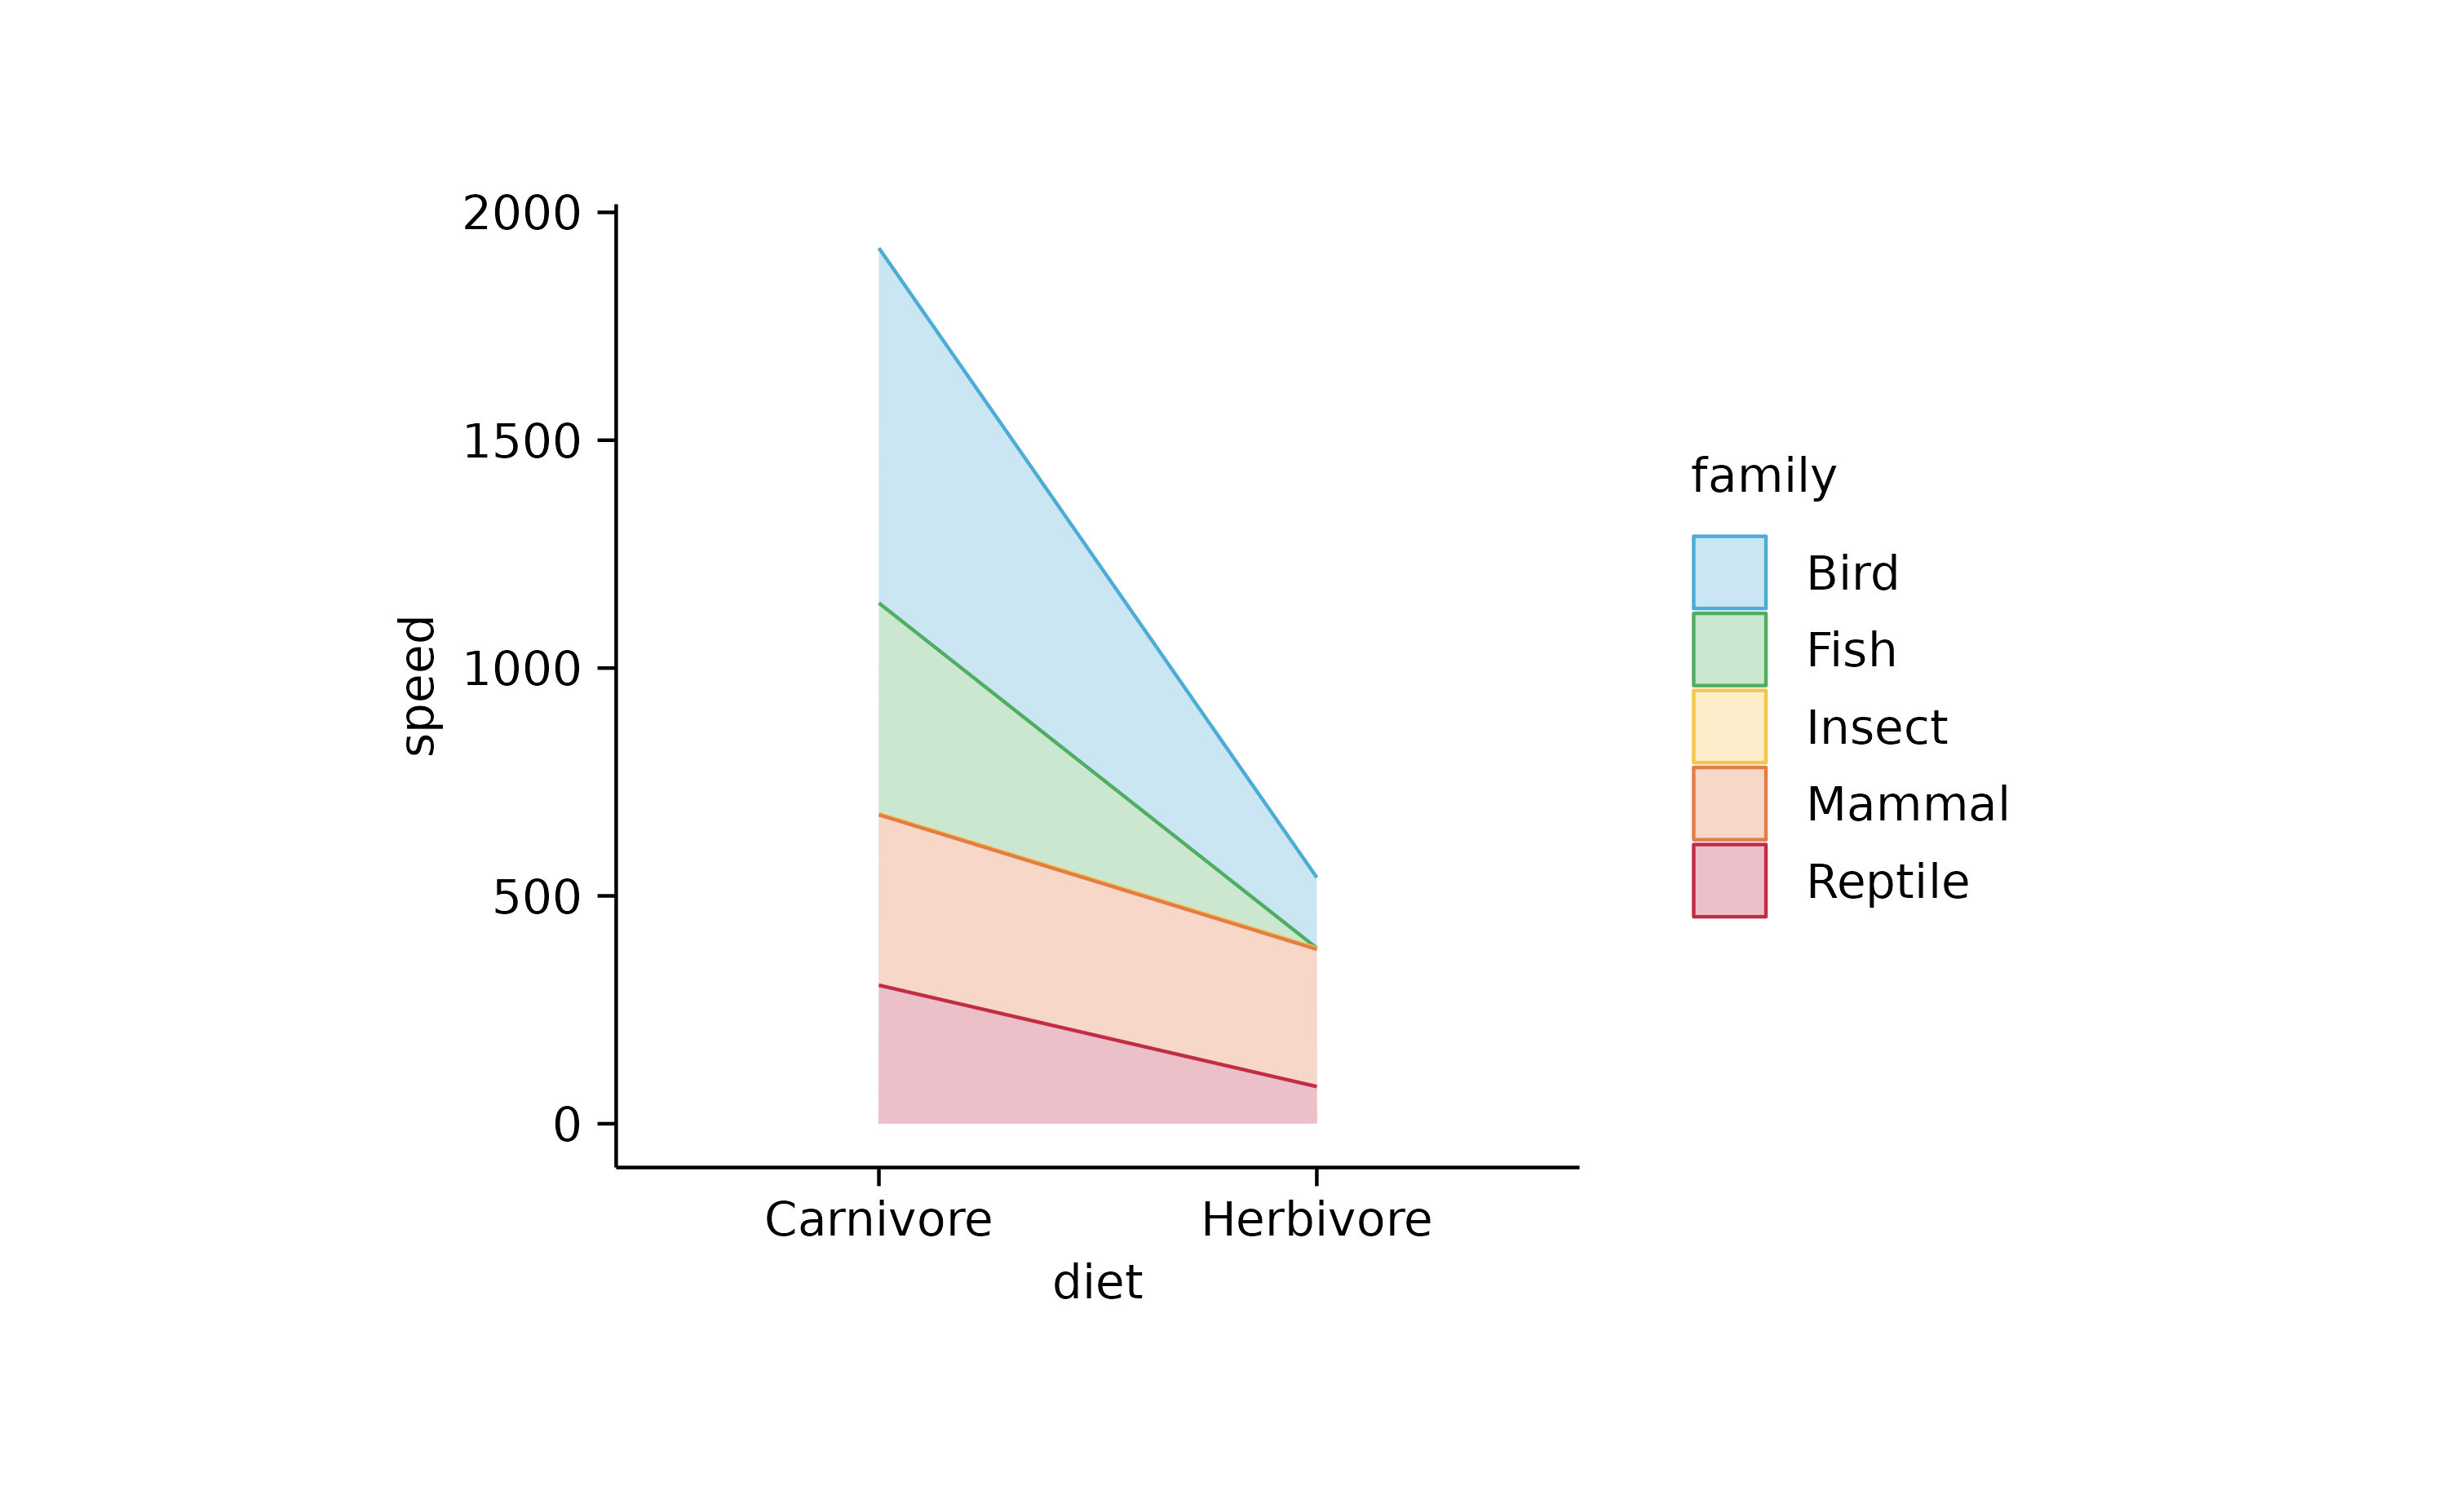 2000
1500
1000
500
0
speed
Carnivore
Herbivore
diet
family
Bird
Fish
Insect
Mammal
Reptile